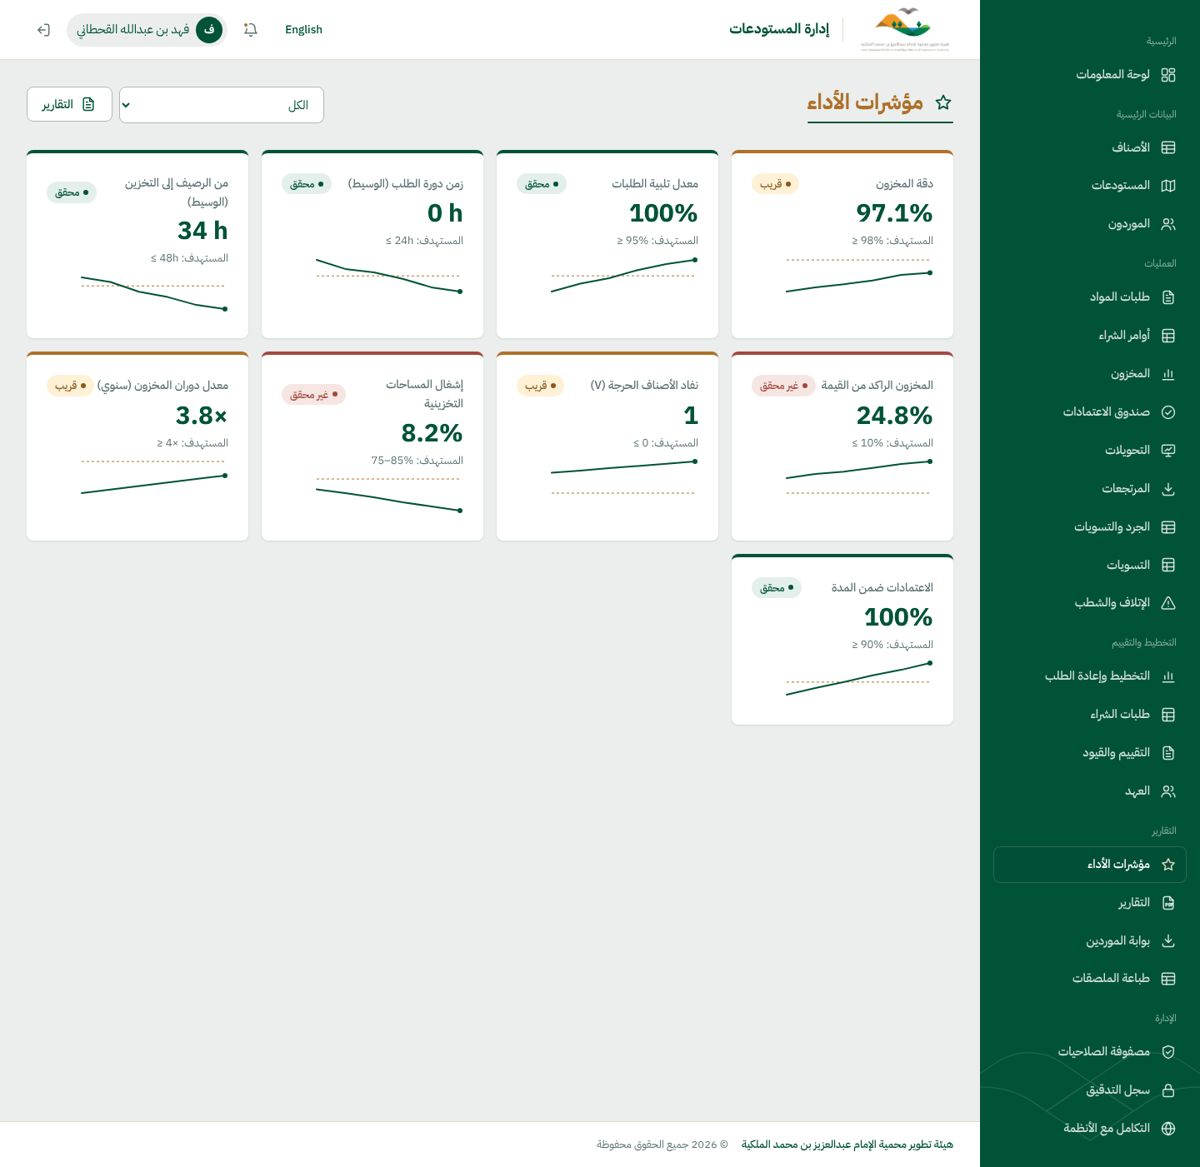 الرئيسية
لوحة المعلومات
البيانات الرئيسية
الأصناف
المستودعات
الموردون
العمليات
طلبات المواد
أوامر الشراء
المخزون
صندوق الاعتمادات
التحويلات
المرتجعات
الجرد والتسويات
التسويات
الإتلاف والشطب
التخطيط والتقييم
التخطيط وإعادة الطلب
طلبات الشراء
التقييم والقيود
العهد
التقارير
مؤشرات الأداء
التقارير
بوابة الموردين
طباعة الملصقات
الإدارة
مصفوفة الصلاحيات
سجل التدقيق
التكامل مع الأنظمة
إدارة المستودعات
English
ف
فهد بن عبدالله القحطاني
مؤشرات الأداء
الكل
التقارير
دقة المخزون
قريب
97.1%
المستهدف: 98% ≤
معدل تلبية الطلبات
محقق
100%
المستهدف: 95% ≤
زمن دورة الطلب (الوسيط)
محقق
0 h
المستهدف: 24h ≥
من الرصيف إلى التخزين
(الوسيط)
محقق
34 h
المستهدف: 48h ≥
المخزون الراكد من القيمة
غير محقق
24.8%
المستهدف: 10% ≥
نفاد الأصناف الحرجة (V)
قريب
1
المستهدف: 0 ≥
إشغال المساحات
التخزينية
غير محقق
8.2%
المستهدف: 75–85%
معدل دوران المخزون (سنوي)
قريب
3.8×
المستهدف: 4× ≤
الاعتمادات ضمن المدة
محقق
100%
المستهدف: 90% ≤
هيئة تطوير محمية الإمام عبدالعزيز بن محمد الملكية
© 2026 جميع الحقوق محفوظة